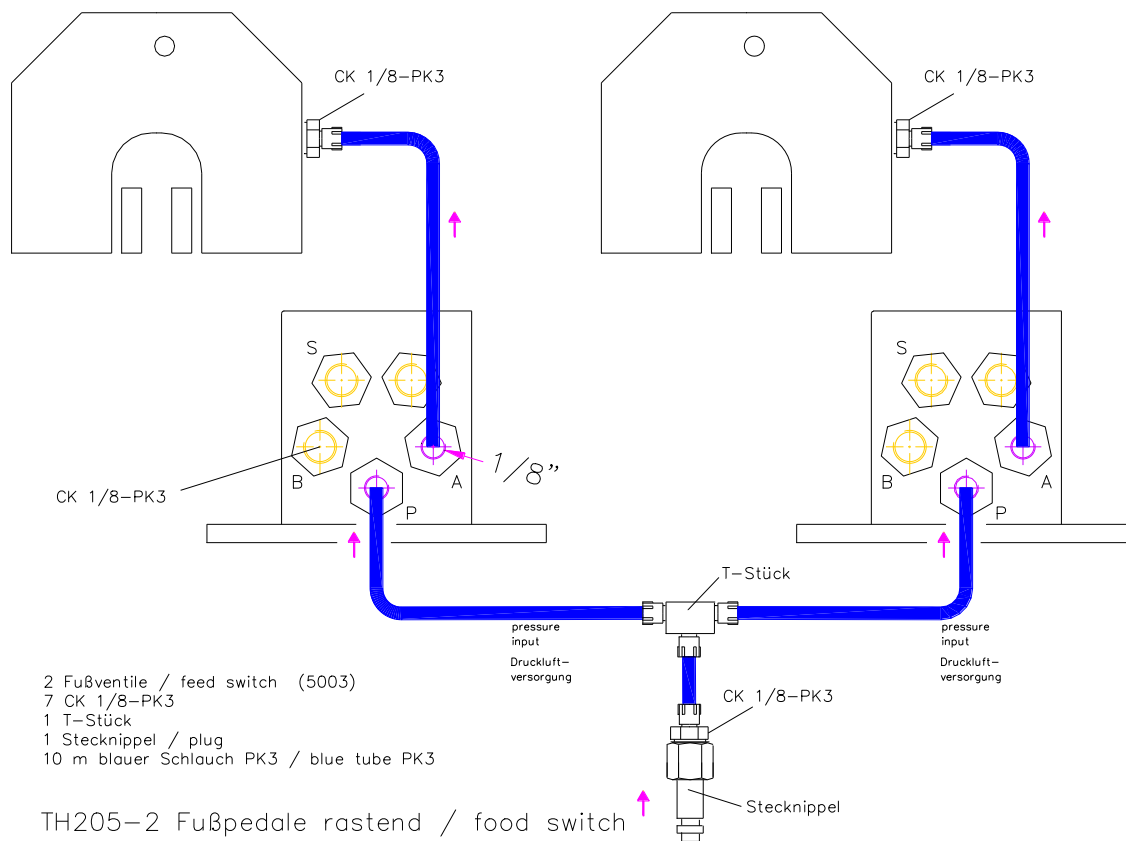 CK 1/8-PK3
CK 1/8-PK3
S
S
1/8”
B
A
B
A
CK 1/8-PK3
P
P
T-Stück
pressure
input
Druckluft-
versorgung
pressure
input
Druckluft-
versorgung
2 Fußventile / feed switch (5003)
7 CK 1/8-PK3
1 T-Stück
1 Stecknippel / plug
10 m blauer Schlauch PK3 / blue tube PK3
CK 1/8-PK3
Stecknippel
TH205-2 Fußpedale rastend / food switch